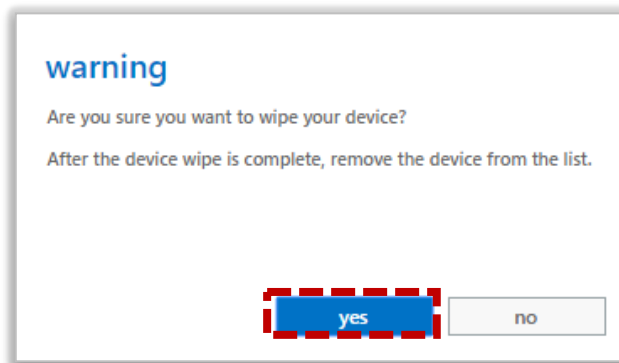 warning
Are you sure you want to wipe your device?
After the device wipe is complete, remove the device from the list.
yes
no